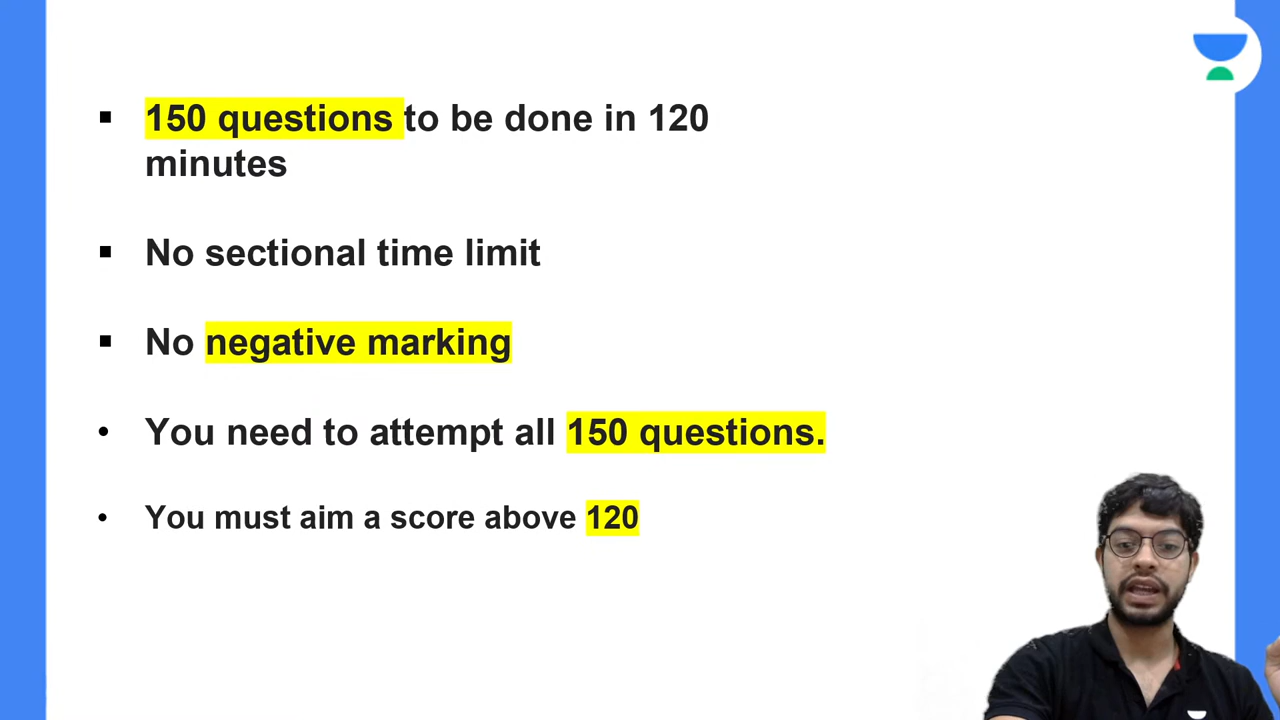 150 questions to be done in 120
minutes
No sectional time limit
No negative marking
You need to attempt all 150 questions.
You must aim a score above 120